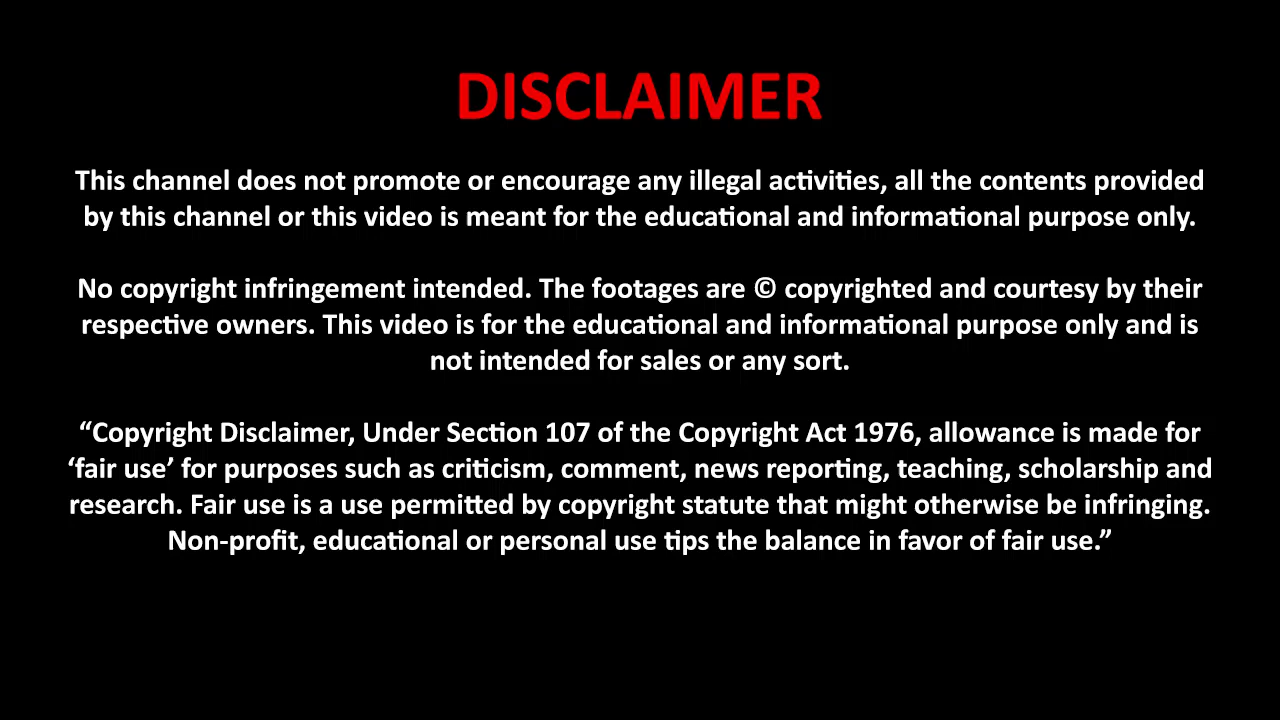 DISCLAIMER
This channel does not promote or encourage any illegal activities, all the contents provided
by this channel or this video is meant for the educational and informational purpose only.
No copyright infringement intended. The footages are © copyrighted and courtesy by their
respective owners. This video is for the educational and informational purpose only and is
not intended for sales or any sort.
“Copyright Disclaimer, Under Section 107 of the Copyright Act 1976, allowance is made for
‘fair use’ for purposes such as criticism, comment, news reporting, teaching, scholarship and
research. Fair use is a use permitted by copyright statute that might otherwise be infringing.
Non-profit, educational or personal use tips the balance in favor of fair use.”